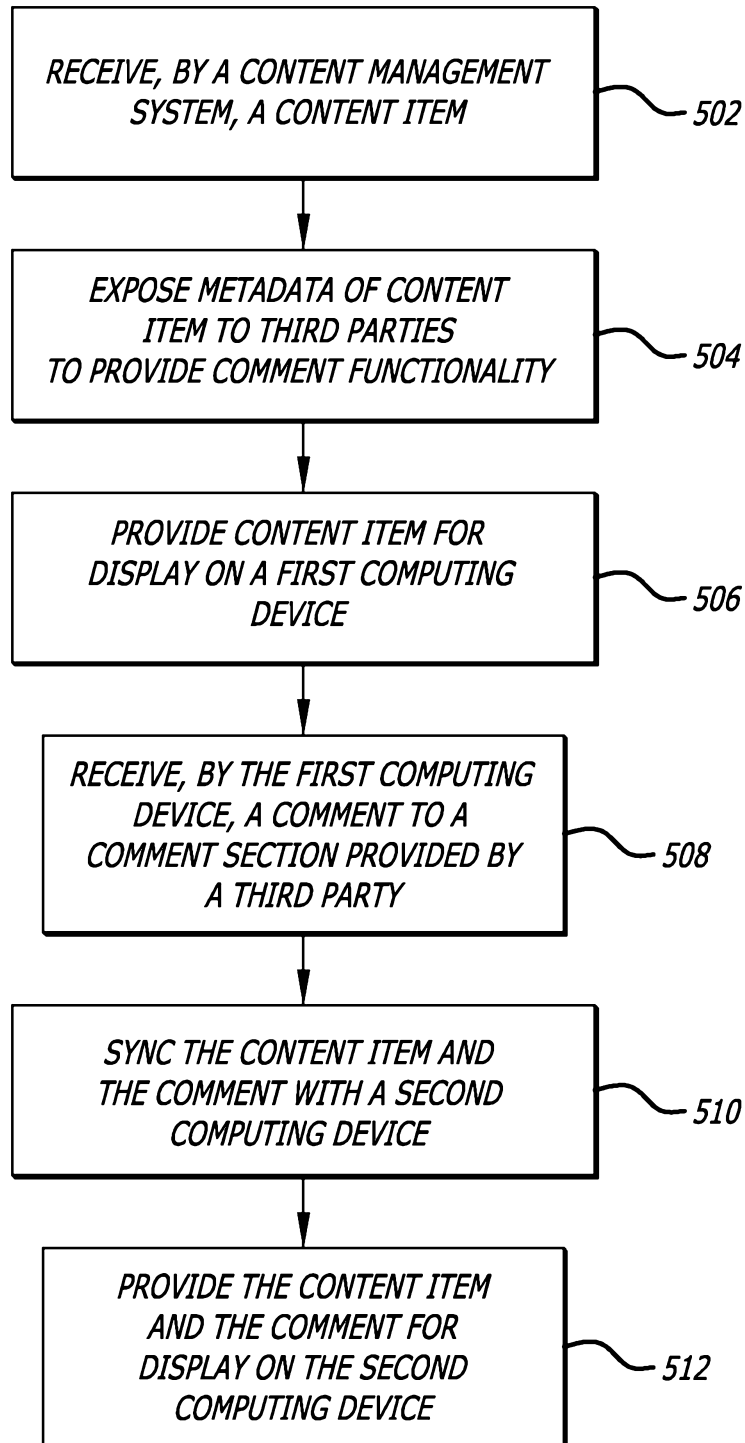 RECEIVE, BY A CONTENT MANAGEMENT
SYSTEM, A CONTENT ITEM
502
EXPOSE METADATA OF CONTENT
ITEM TO THIRD PARTIES
TO PROVIDE COMMENT FUNCTIONALITY
504
PROVIDE CONTENT ITEM FOR
DISPLAY ON A FIRST COMPUTING
DEVICE
506
RECEIVE, BY THE FIRST COMPUTING
DEVICE, A COMMENT TO A
COMMENT SECTION PROVIDED BY
A THIRD PARTY
508
SYNC THE CONTENT ITEM AND
THE COMMENT WITH A SECOND
COMPUTING DEVICE
510
PROVIDE THE CONTENT ITEM
AND THE COMMENT FOR
DISPLAY ON THE SECOND
COMPUTING DEVICE
512